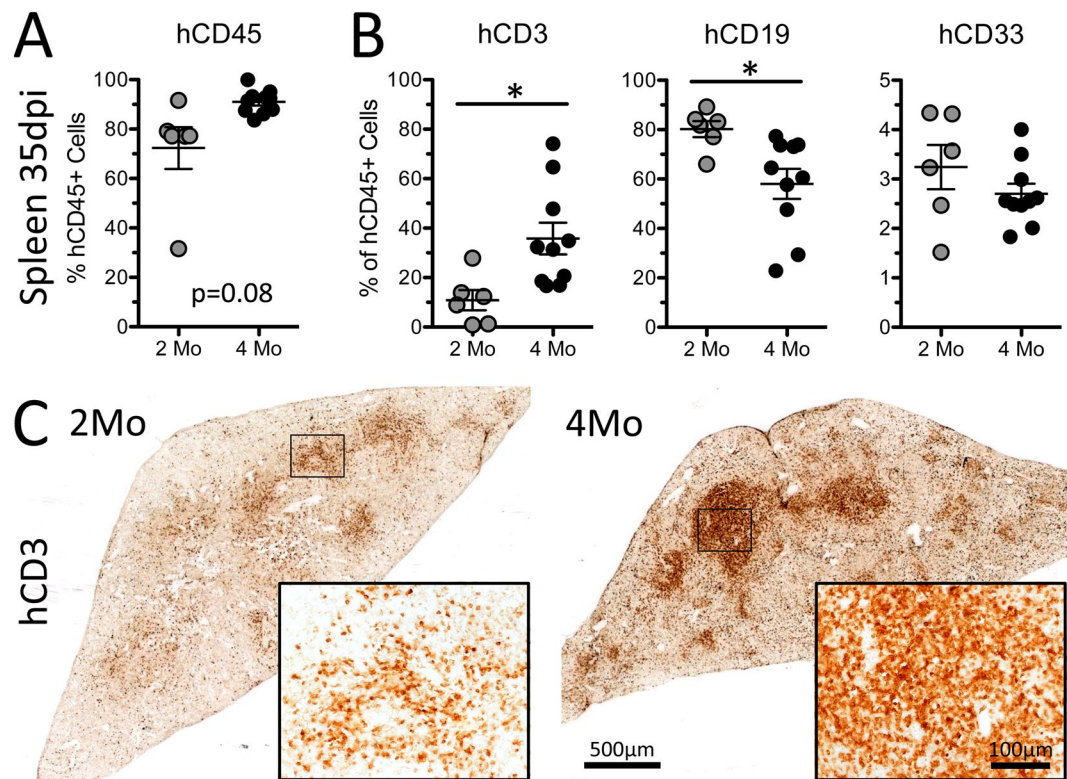 A
B
hCD45
hCD3
hCD19
hCD33
Spleen 35dpi
% hCD45+ Cells
100
80
60
40
20
0
p=0.08
2 Mo
4 Mo
% of hCD45+ Cells
100
80
60
40
20
0
*
2 Mo
4 Mo
100
80
60
80
20
0
*
2 Mo
4 Mo
5
4
3
2
1
0
2 Mo
4 Mo
C
2Mo
4Mo
hCD3
500µm
100µm